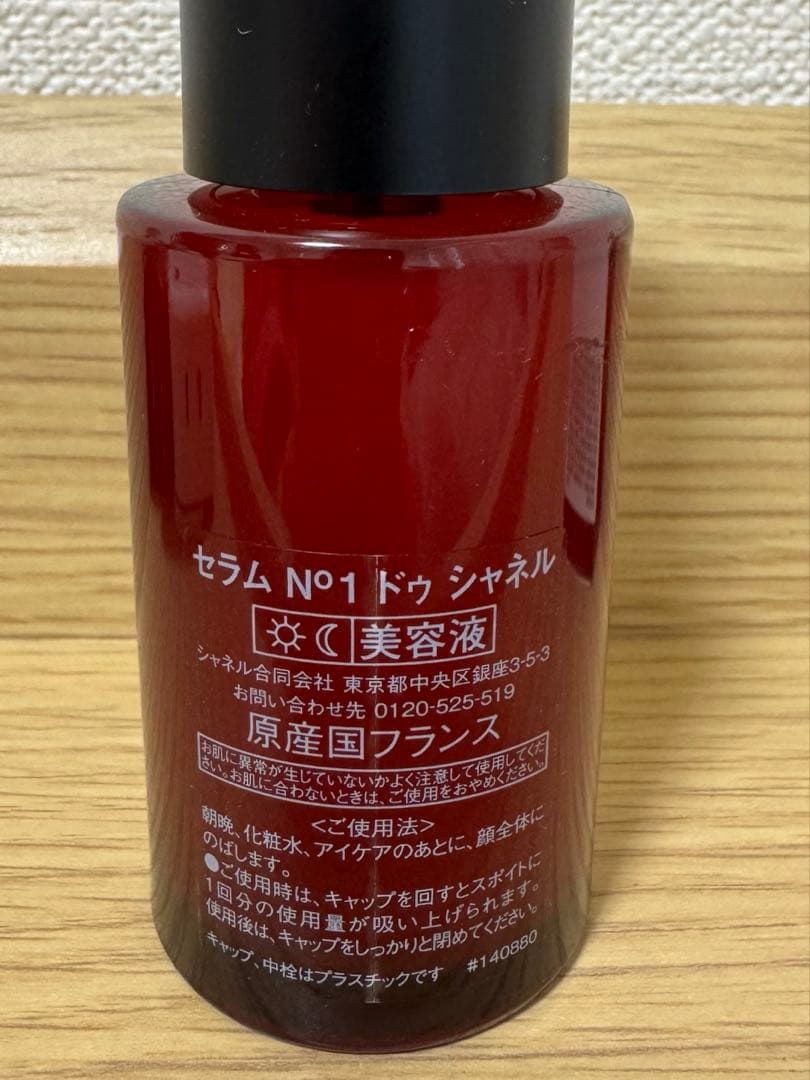 セラム Nº1 ドゥ シャネル
美容液
シャネル合同会社 東京都中央区銀座3-5-3
お問い合わせ先 0120-525-519
原産国フランス
お肌に異常が生じていないかよく注意して使用してくだ
さい。お肌に合わないときは、ご使用をおやめください。
<ご使用法>
朝晩、化粧水、アイケアのあとに、顔全体に
のばします。
●ご使用時は、キャップを回すとスポイトに
1回分の使用量が吸い上げられます。
使用後は、キャップをしっかりと閉めてください。
キャップ、中栓はプラスチックです #140880